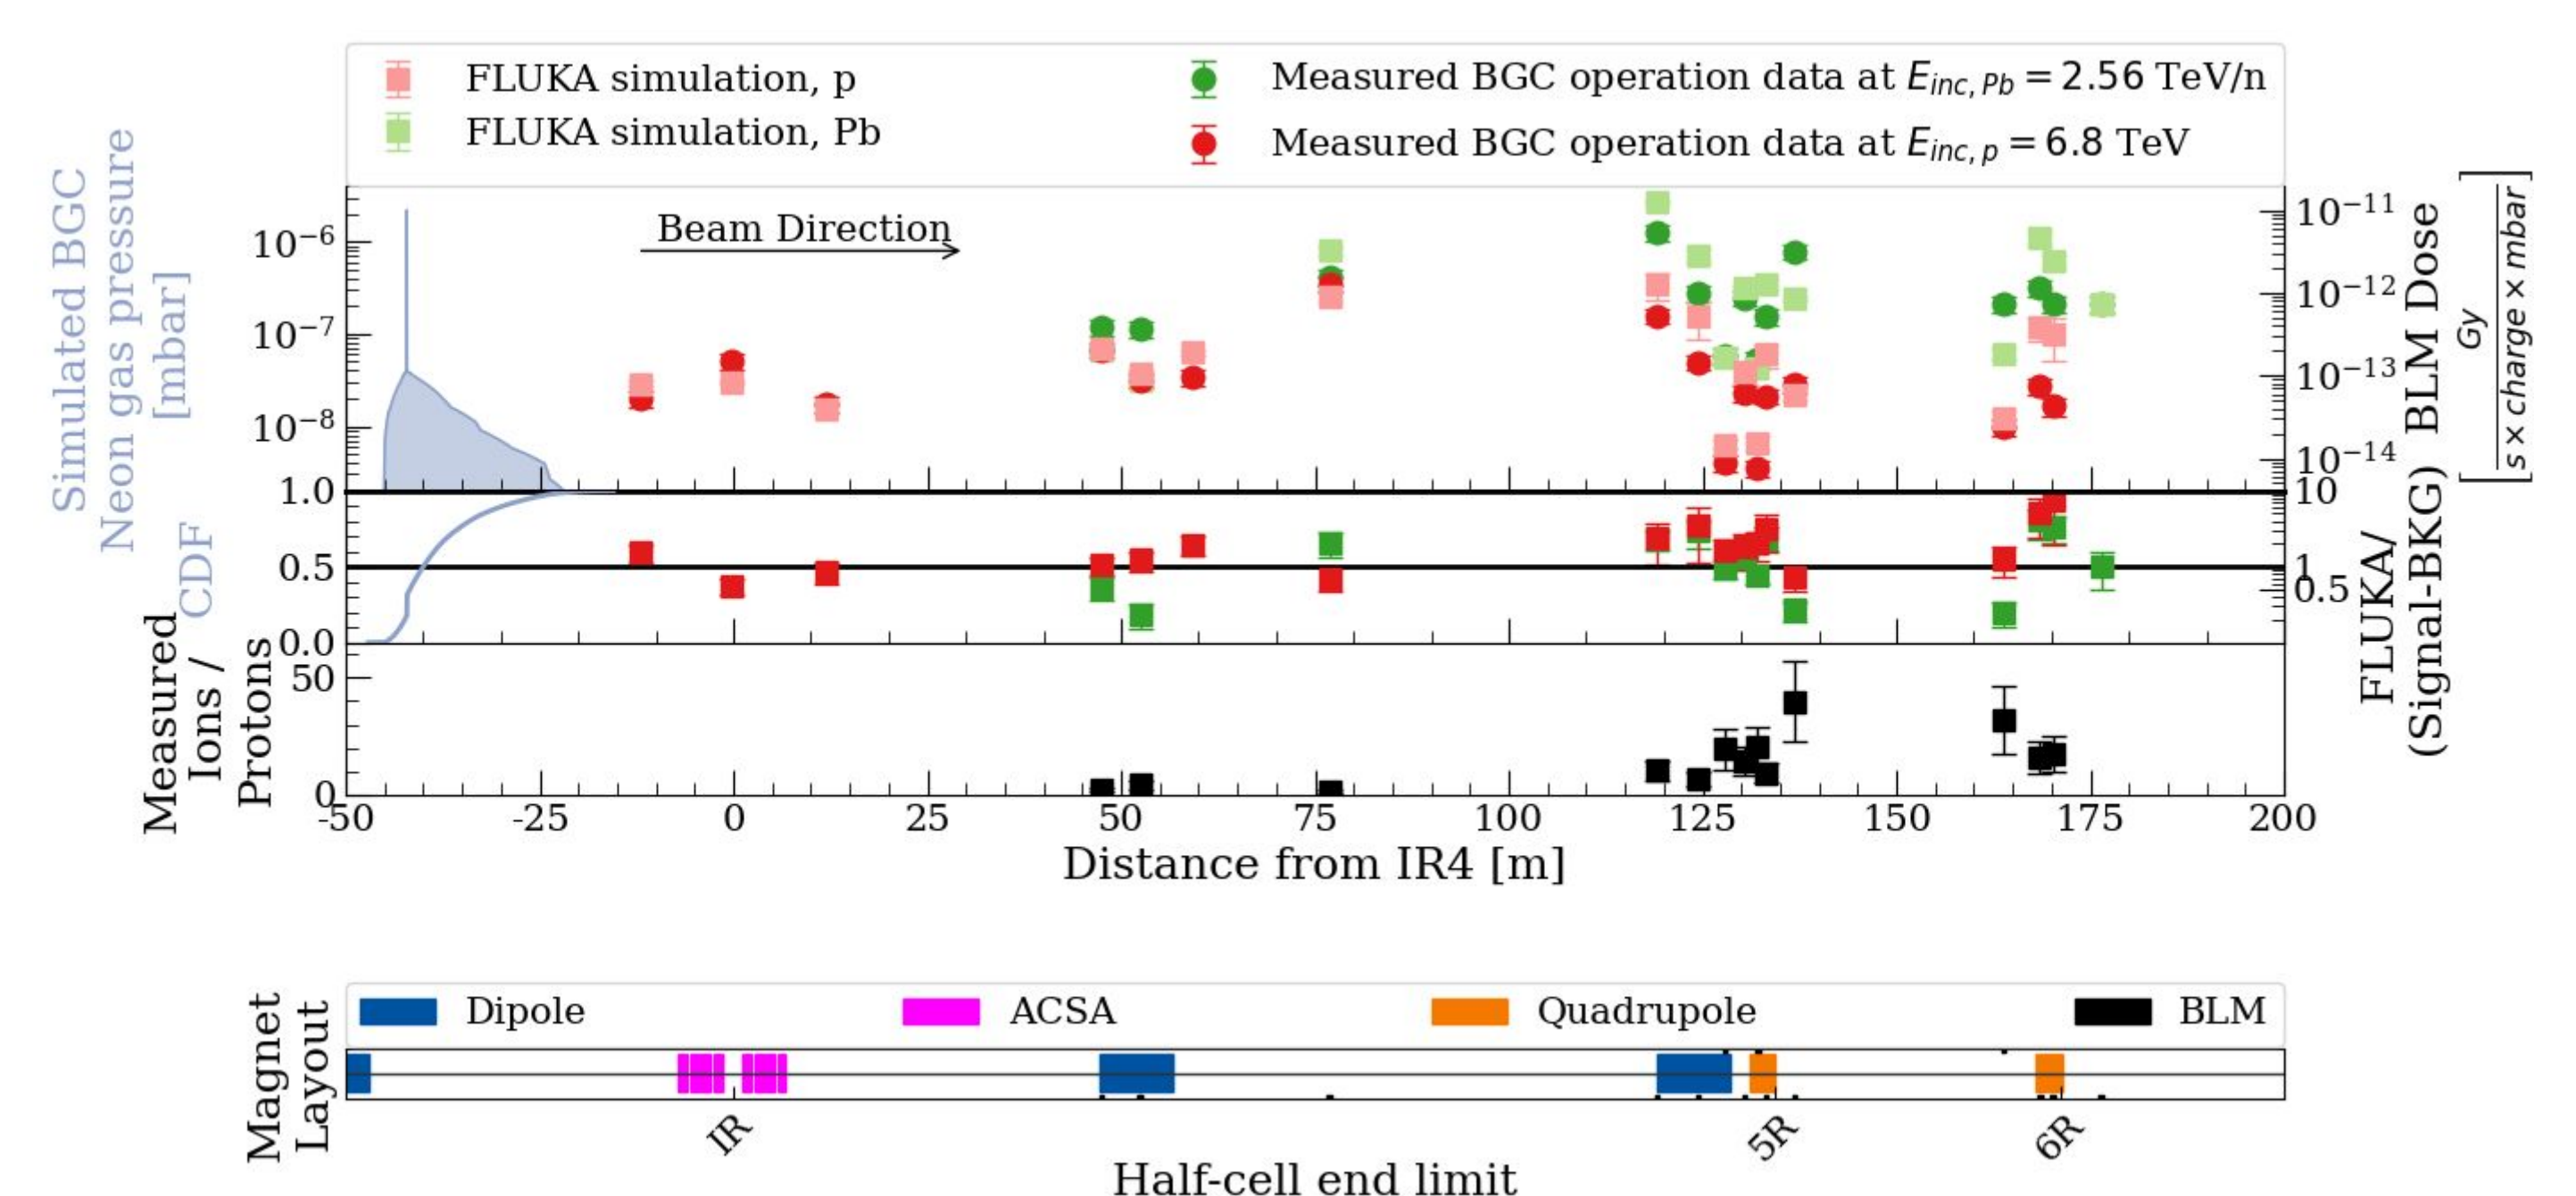 FLUKA simulation, p
FLUKA simulation, Pb
Measured BGC operation data at E_{inc, Pb} = 2.56 TeV/n
Measured BGC operation data at E_{inc, p} = 6.8 TeV
Simulated BGC
Neon gas pressure
[mbar]
10^{-6}
10^{-7}
10^{-8}
Beam Direction
10^{-11}
10^{-12}
10^{-13}
10^{-14}
BLM Dose
[Gy / s × charge × mbar]
CDF
1.0
0.5
0.0
10
1
0.5
FLUKA/
(Signal-BKG)
Measured
Ions /
Protons
50
0
-50 -25 0 25 50 75 100 125 150 175 200
Distance from IR4 [m]
Magnet
Layout
Dipole ACSA Quadrupole BLM
IR 5R 6R
Half-cell end limit